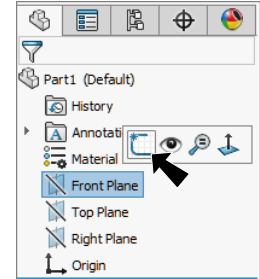 Part1 (Default)
History
Annotati
Material
Front Plane
Top Plane
Right Plane
Origin